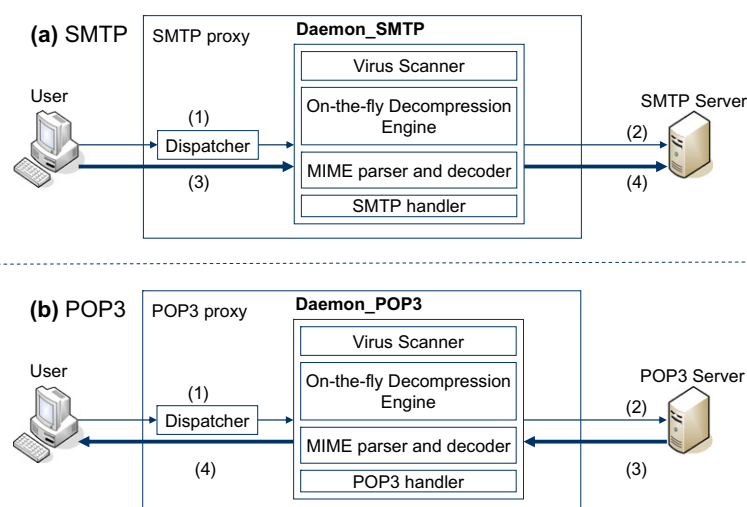 (a) SMTP
SMTP proxy
Daemon_SMTP
Virus Scanner
On-the-fly Decompression
Engine
MIME parser and decoder
SMTP handler
User
(1)
Dispatcher
(3)
SMTP Server
(2)
(4)
(b) POP3
POP3 proxy
Daemon_POP3
Virus Scanner
On-the-fly Decompression
Engine
MIME parser and decoder
POP3 handler
User
(1)
Dispatcher
(4)
POP3 Server
(2)
(3)